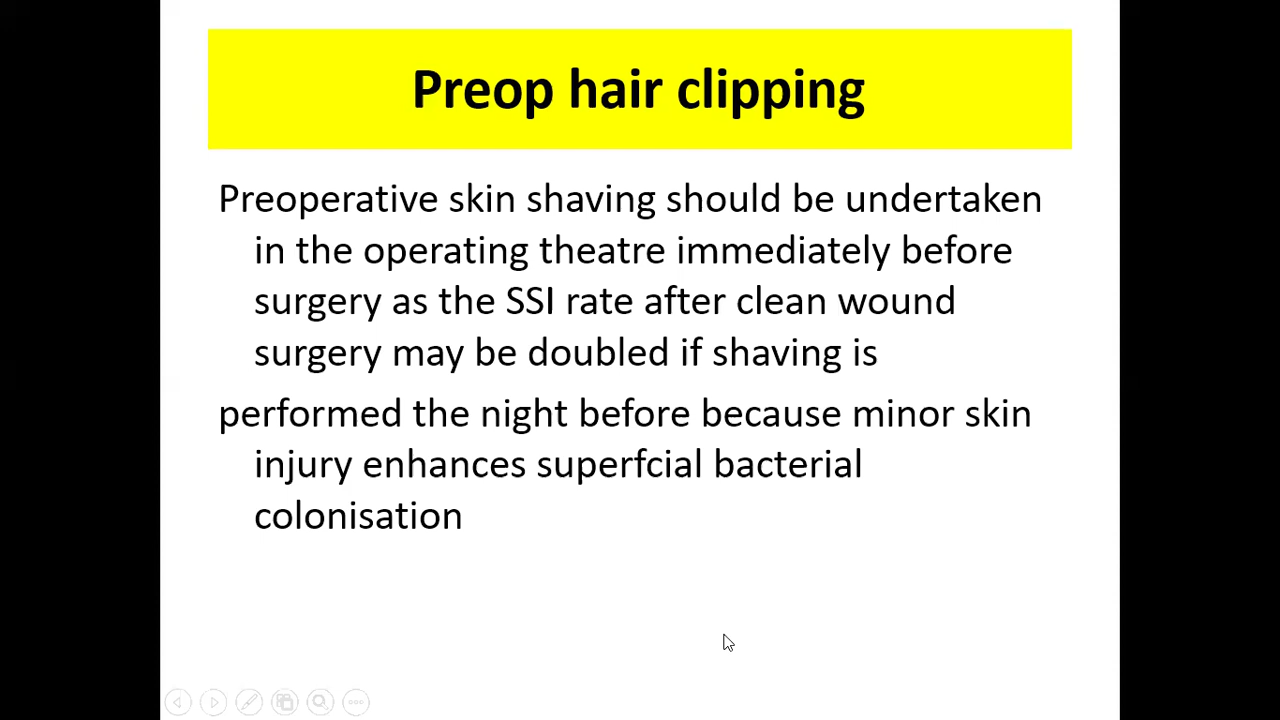 Preop hair clipping
Preoperative skin shaving should be undertaken
in the operating theatre immediately before
surgery as the SSI rate after clean wound
surgery may be doubled if shaving is
performed the night before because minor skin
injury enhances superfcial bacterial
colonisation